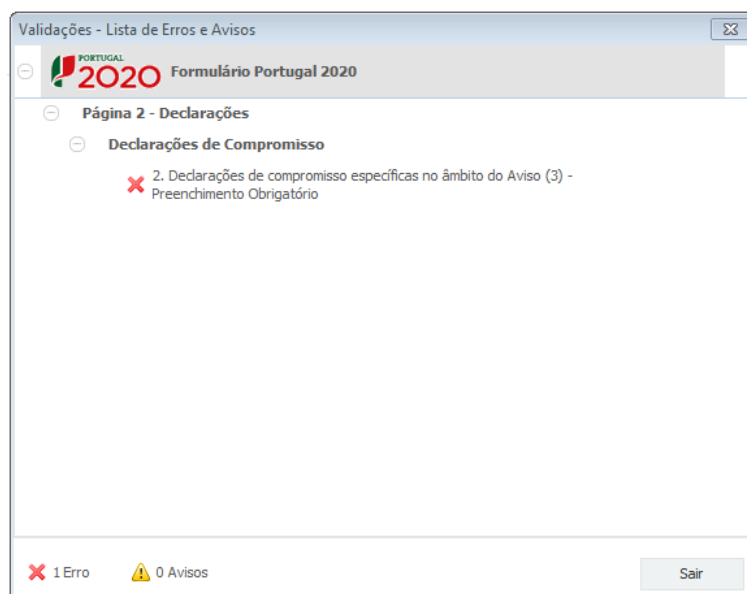 Validações - Lista de Erros e Avisos
PORTUGAL
2020 Formulário Portugal 2020
Página 2 - Declarações
Declarações de Compromisso
2. Declarações de compromisso específicas no âmbito do Aviso (3) -
Preenchimento Obrigatório
1 Erro 0 Avisos Sair